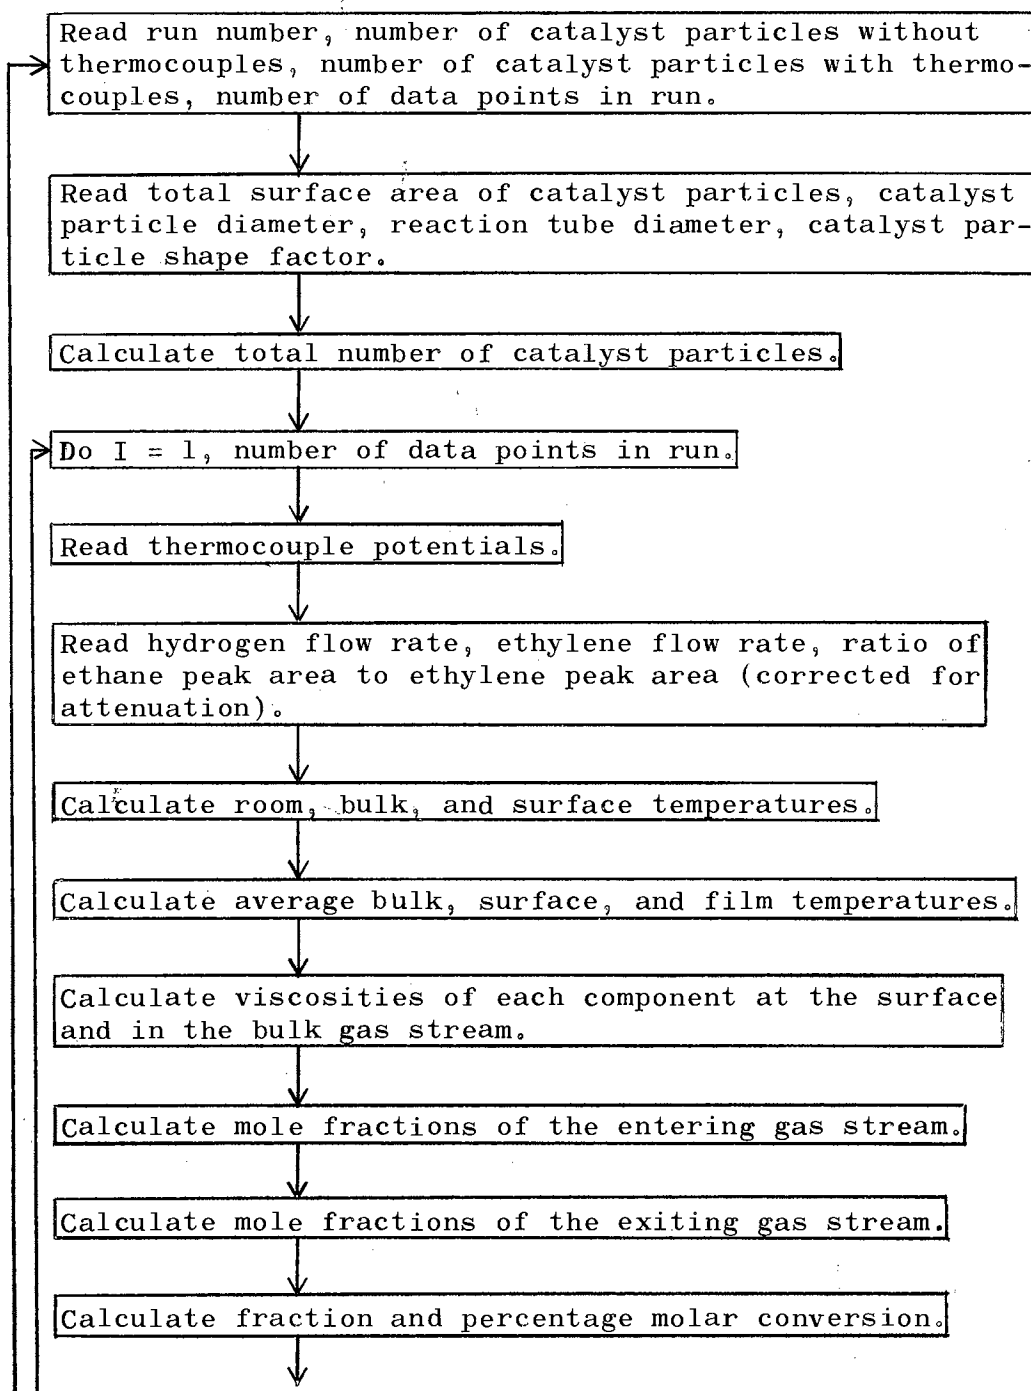 Read run number, number of catalyst particles without
thermocouples, number of catalyst particles with thermo-
couples, number of data points in run.
Read total surface area of catalyst particles, catalyst
particle diameter, reaction tube diameter, catalyst par-
ticle shape factor.
Calculate total number of catalyst particles.
Do I = 1, number of data points in run.
Read thermocouple potentials.
Read hydrogen flow rate, ethylene flow rate, ratio of
ethane peak area to ethylene peak area (corrected for
attenuation).
Calculate room, bulk, and surface temperatures.
Calculate average bulk, surface, and film temperatures.
Calculate viscosities of each component at the surface
and in the bulk gas stream.
Calculate mole fractions of the entering gas stream.
Calculate mole fractions of the exiting gas stream.
Calculate fraction and percentage molar conversion.